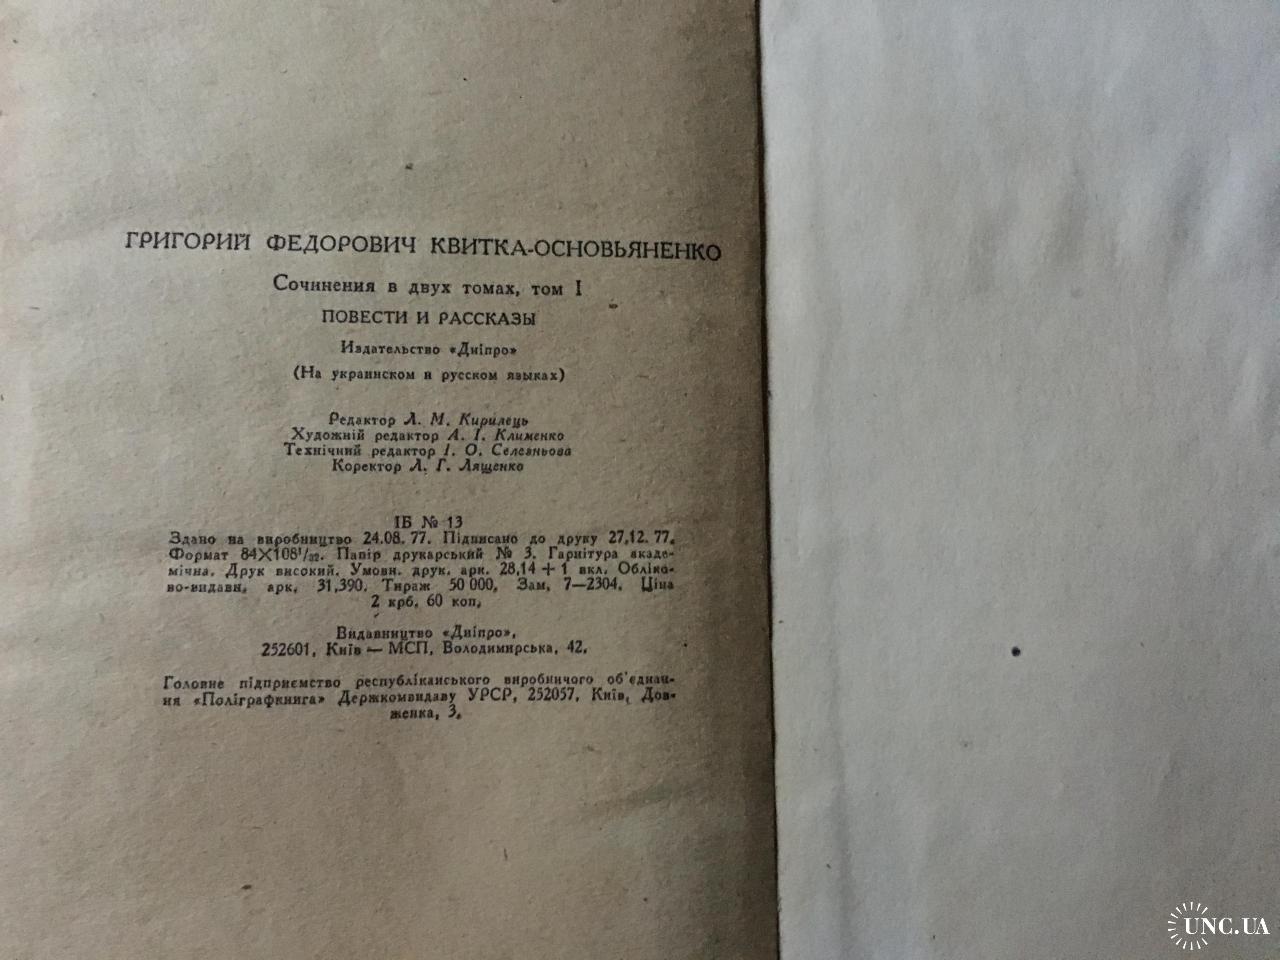 ГРИГОРИЙ ФЕДОРОВИЧ КВИТКА-ОСНОВЬЯНЕНКО
Сочинения в двух томах, том I
ПОВЕСТИ И РАССКАЗЫ
Издательство «Дніпро»
(На украинском и русском языках)
Редактор Л. М. Кирилець
Художній редактор А. І. Клименко
Технічний редактор І. О. Селезньова
Коректор Л. Г. Лященко
ІБ № 13
Здано на виробництво 24.08. 77. Підписано до друку 27.12. 77.
Формат 84×108¹/₃₂. Папір друкарський № 3. Гарнітура акаде-
мічна. Друк високий. Умовн. друк. арк. 28,14 + 1 вкл. Обліко-
во-видавн. арк. 31,390. Тираж 50 000. Зам. 7—2304. Ціна
2 крб. 60 коп.
Видавництво «Дніпро»,
252601, Київ — МСП, Володимирська, 42.
Головне підприємство республіканського виробничого об'єднан-
ня «Поліграфкнига» Держкомвидаву УРСР, 252057, Київ, Дов-
женка, 3.
UNC.UA